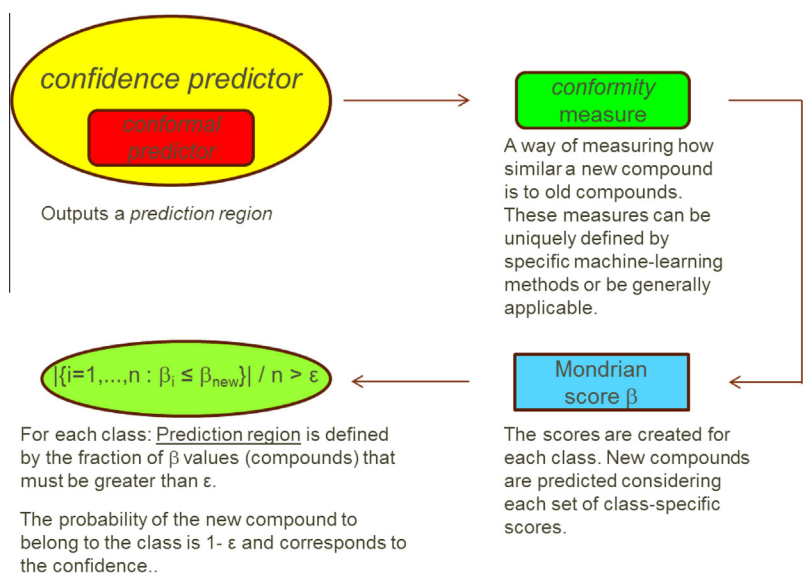 confidence predictor
conformal
predictor
Outputs a prediction region
conformity
measure
A way of measuring how
similar a new compound
is to old compounds.
These measures can be
uniquely defined by
specific machine-learning
methods or be generally
applicable.
Mondrian
score β
The scores are created for
each class. New compounds
are predicted considering
each set of class-specific
scores.
|{i=1,...,n : βi ≤ βnew}| / n > ε
For each class: Prediction region is defined
by the fraction of β values (compounds) that
must be greater than ε.
The probability of the new compound to
belong to the class is 1- ε and corresponds to
the confidence..